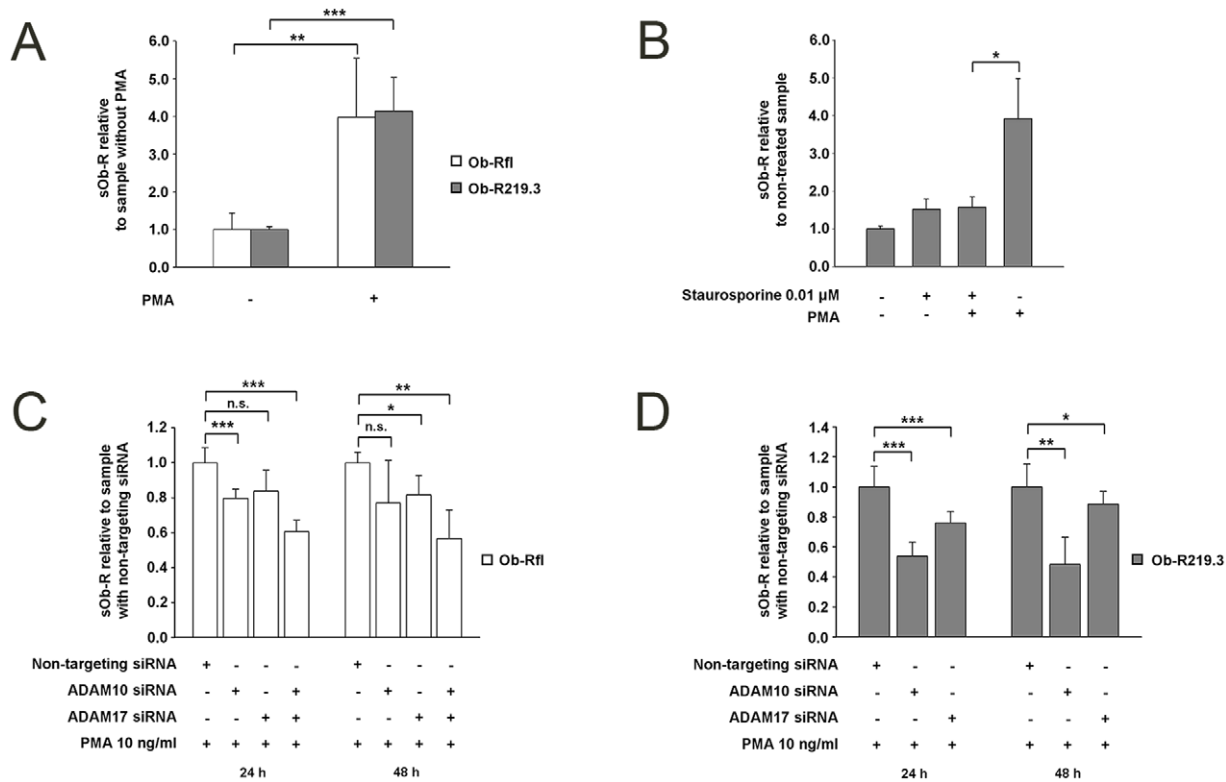 A
***
**
6.0
5.0
4.0
3.0
2.0
1.0
0.0
sOb-R relative
to sample without PMA
Ob-Rfl
Ob-R219.3
PMA - +
B
*
6.0
5.0
4.0
3.0
2.0
1.0
0.0
sOb-R relative
to non-treated sample
Staurosporine 0.01 µM - + + -
PMA - - + +
C
*** **
n.s. *
*** n.s.
1.2
1.0
0.8
0.6
0.4
0.2
0.0
sOb-R relative to sample
with non-targeting siRNA
Ob-Rfl
Non-targeting siRNA + - - - + - - -
ADAM10 siRNA - + - + - + - +
ADAM17 siRNA - - + + - - + +
PMA 10 ng/ml + + + + + + + +
24 h 48 h
D
*** *
*** **
1.4
1.2
1.0
0.8
0.6
0.4
0.2
0.0
sOb-R relative to sample
with non-targeting siRNA
Ob-R219.3
Non-targeting siRNA + - - + - -
ADAM10 siRNA - + - - + -
ADAM17 siRNA - - + - - +
PMA 10 ng/ml + + + + + +
24 h 48 h